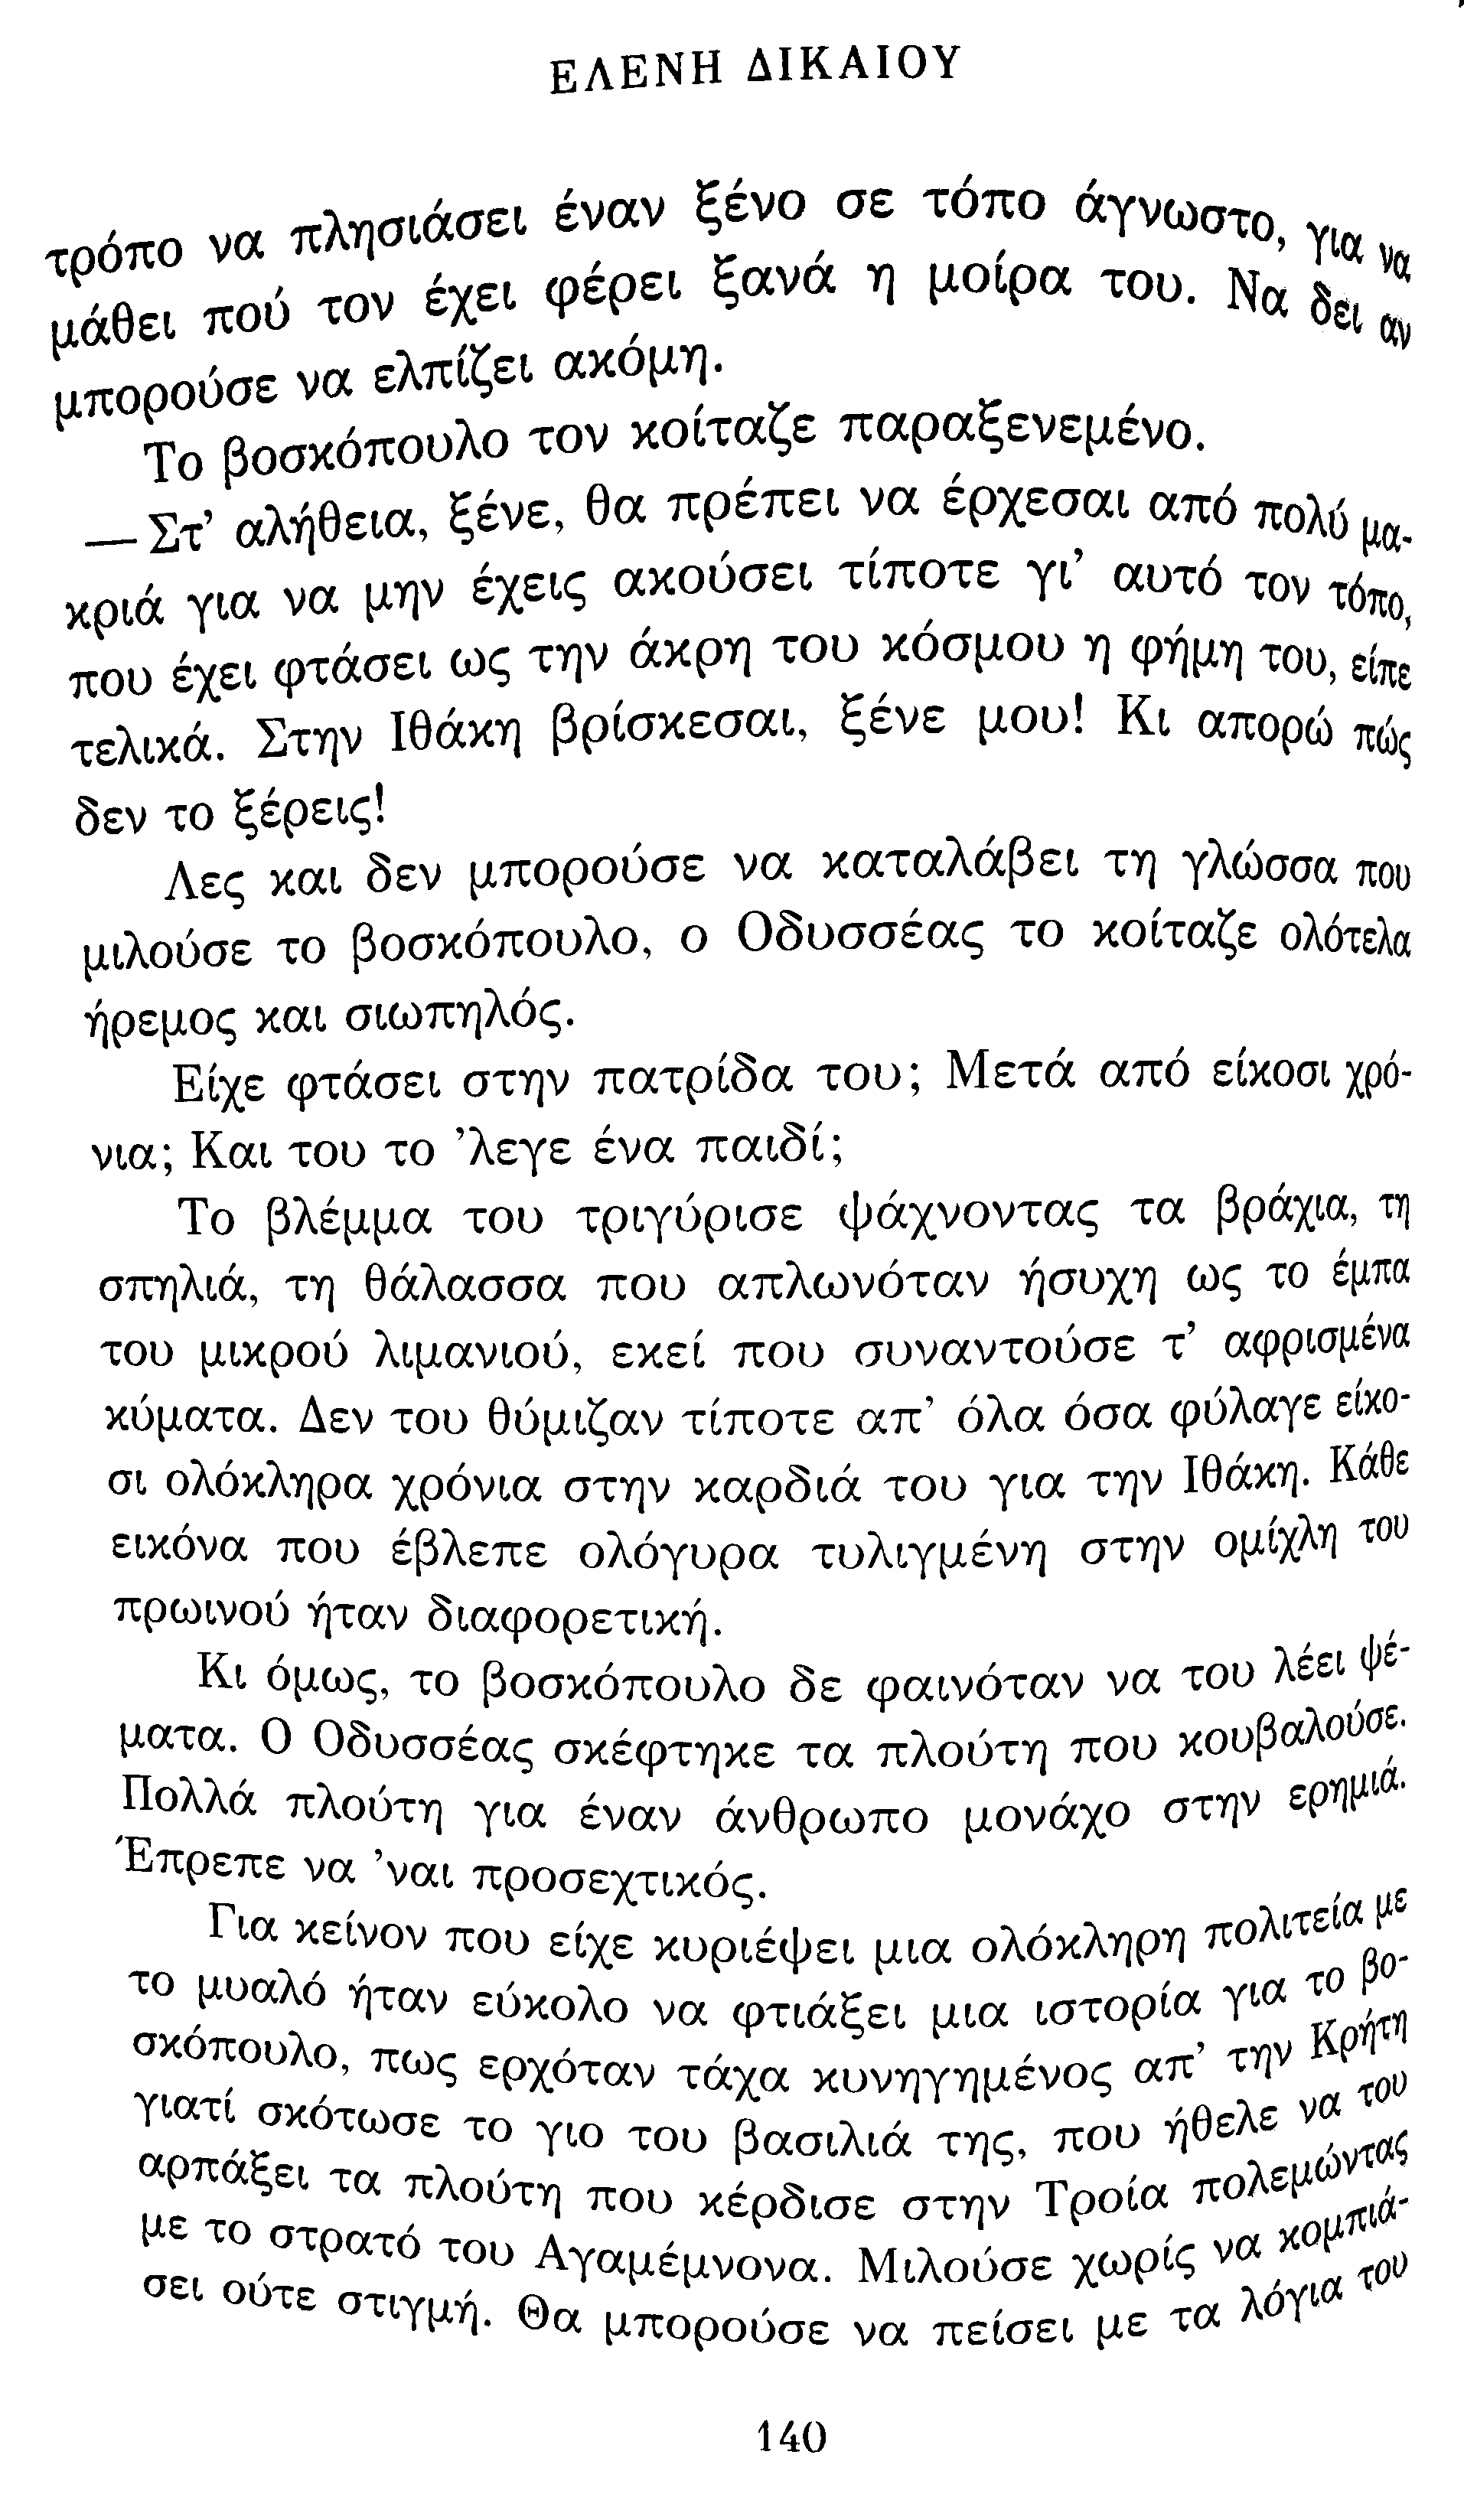 ΕΛΕΝΗ ΔΙΚΑΙΟΥ
τρόπο να πλησιάσει έναν ξένο σε τόπο άγνωστο, για να
μάθει πού τον έχει φέρει ξανά η μοίρα του. Να δει αν
μπορούσε να ελπίζει ακόμη.
Το βοσκόπουλο τον κοίταζε παραξενεμένο.
— Στ' αλήθεια, ξένε, θα πρέπει να έρχεσαι από πολύ μα-
κριά για να μην έχεις ακούσει τίποτε γι' αυτό τον τόπο,
που έχει φτάσει ως την άκρη του κόσμου η φήμη του, είπε
τελικά. Στην Ιθάκη βρίσκεσαι, ξένε μου! Κι απορώ πώς
δεν το ξέρεις!
Λες και δεν μπορούσε να καταλάβει τη γλώσσα που
μιλούσε το βοσκόπουλο, ο Οδυσσέας το κοίταζε ολότελα
ήρεμος και σιωπηλός.
Είχε φτάσει στην πατρίδα του; Μετά από είκοσι χρό-
νια; Και του το 'λεγε ένα παιδί;
Το βλέμμα του τριγύρισε ψάχνοντας τα βράχια, τη
σπηλιά, τη θάλασσα που απλωνόταν ήσυχη ως το έμπα
του μικρού λιμανιού, εκεί που συναντούσε τ' αφρισμένα
κύματα. Δεν του θύμιζαν τίποτε απ' όλα όσα φύλαγε είκο-
σι ολόκληρα χρόνια στην καρδιά του για την Ιθάκη. Κάθε
εικόνα που έβλεπε ολόγυρα τυλιγμένη στην ομίχλη του
πρωινού ήταν διαφορετική.
Κι όμως, το βοσκόπουλο δε φαινόταν να του λέει ψέ-
ματα. Ο Οδυσσέας σκέφτηκε τα πλούτη που κουβαλούσε.
Πολλά πλούτη για έναν άνθρωπο μονάχο στην ερημιά.
Έπρεπε να 'ναι προσεχτικός.
Για κείνον που είχε κυριέψει μια ολόκληρη πολιτεία με
το μυαλό ήταν εύκολο να φτιάξει μια ιστορία για το βο-
σκόπουλο, πως ερχόταν τάχα κυνηγημένος απ' την Κρήτη
γιατί σκότωσε το γιο του βασιλιά της, που ήθελε να του
αρπάξει τα πλούτη που κέρδισε στην Τροία πολεμώντας
με το στρατό του Αγαμέμνονα. Μιλούσε χωρίς να κομπιά-
σει ούτε στιγμή. Θα μπορούσε να πείσει με τα λόγια του
140